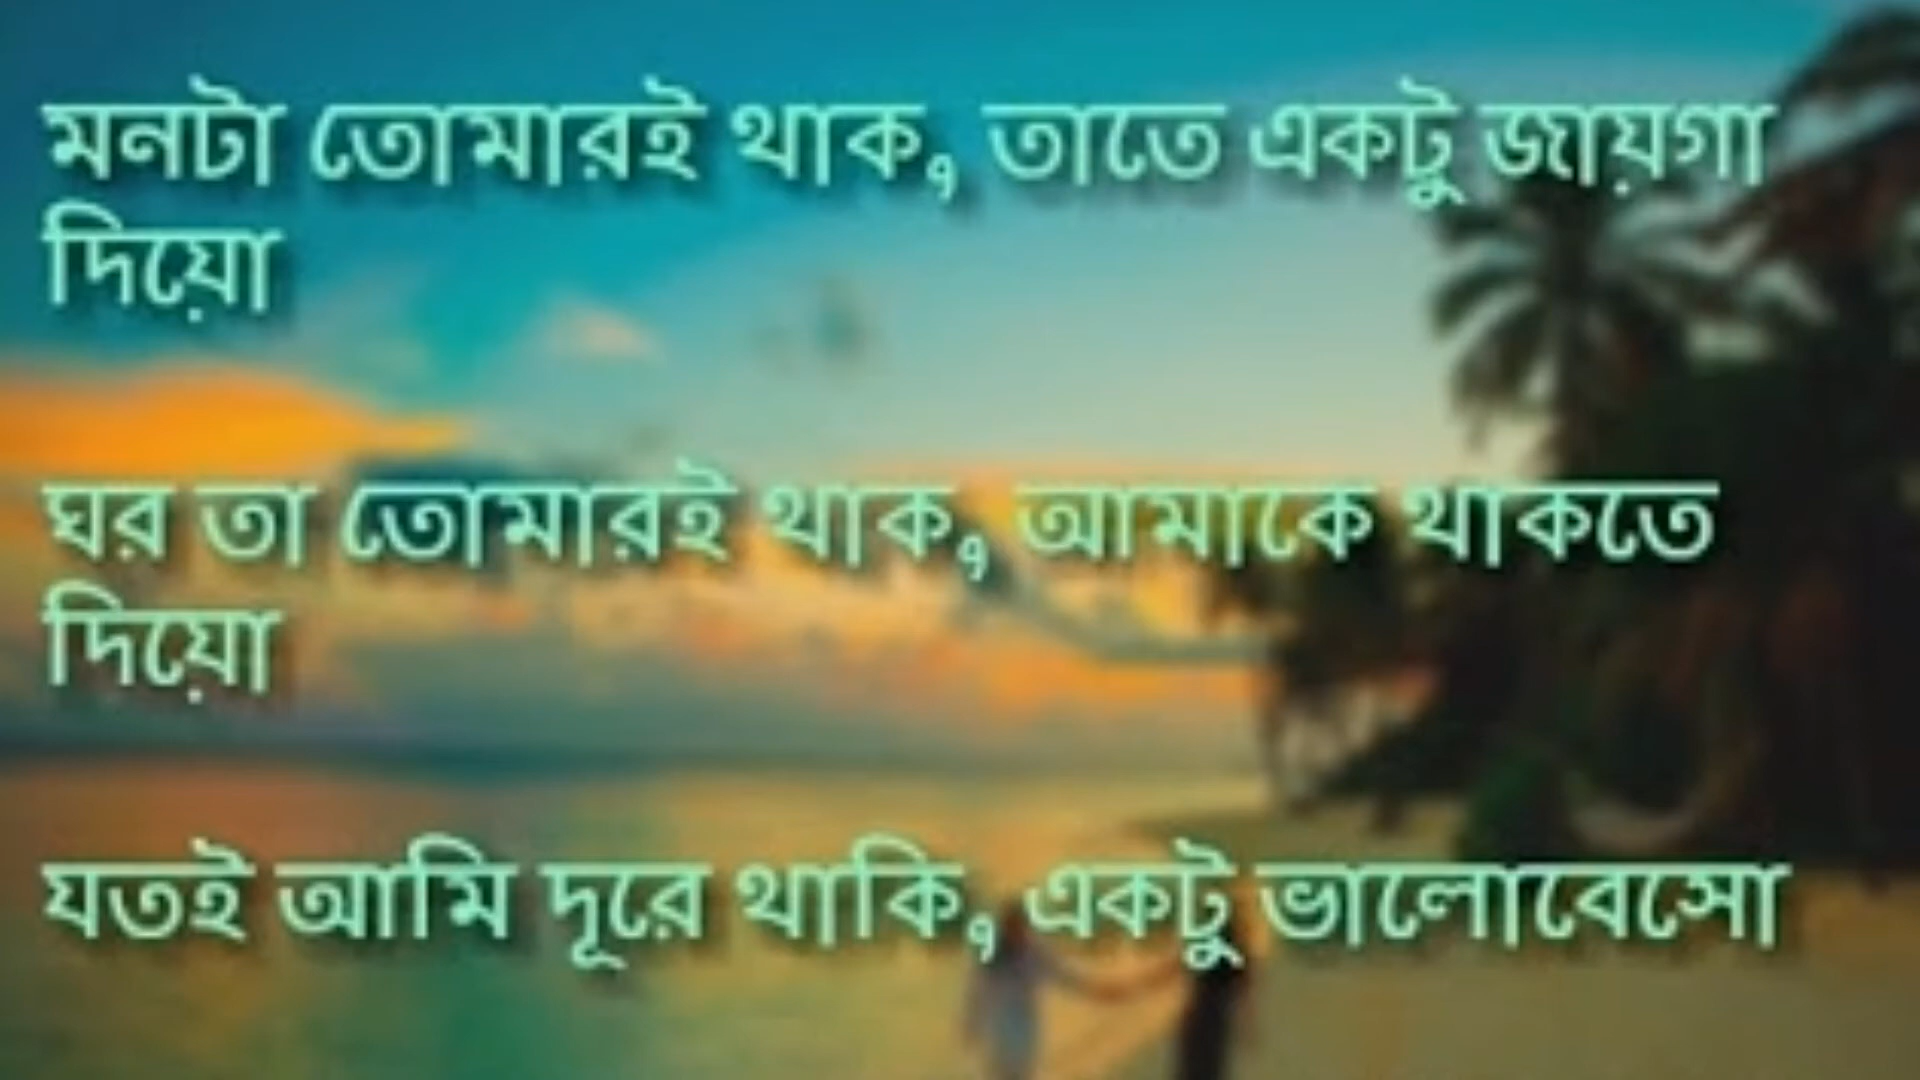 মনটা তোমারই থাক, তাতে একটু জায়গা
দিয়ো
ঘর তা তোমারই থাক, আমাকে থাকতে
দিয়ো
যতই আমি দূরে থাকি, একটু ভালোবেসো